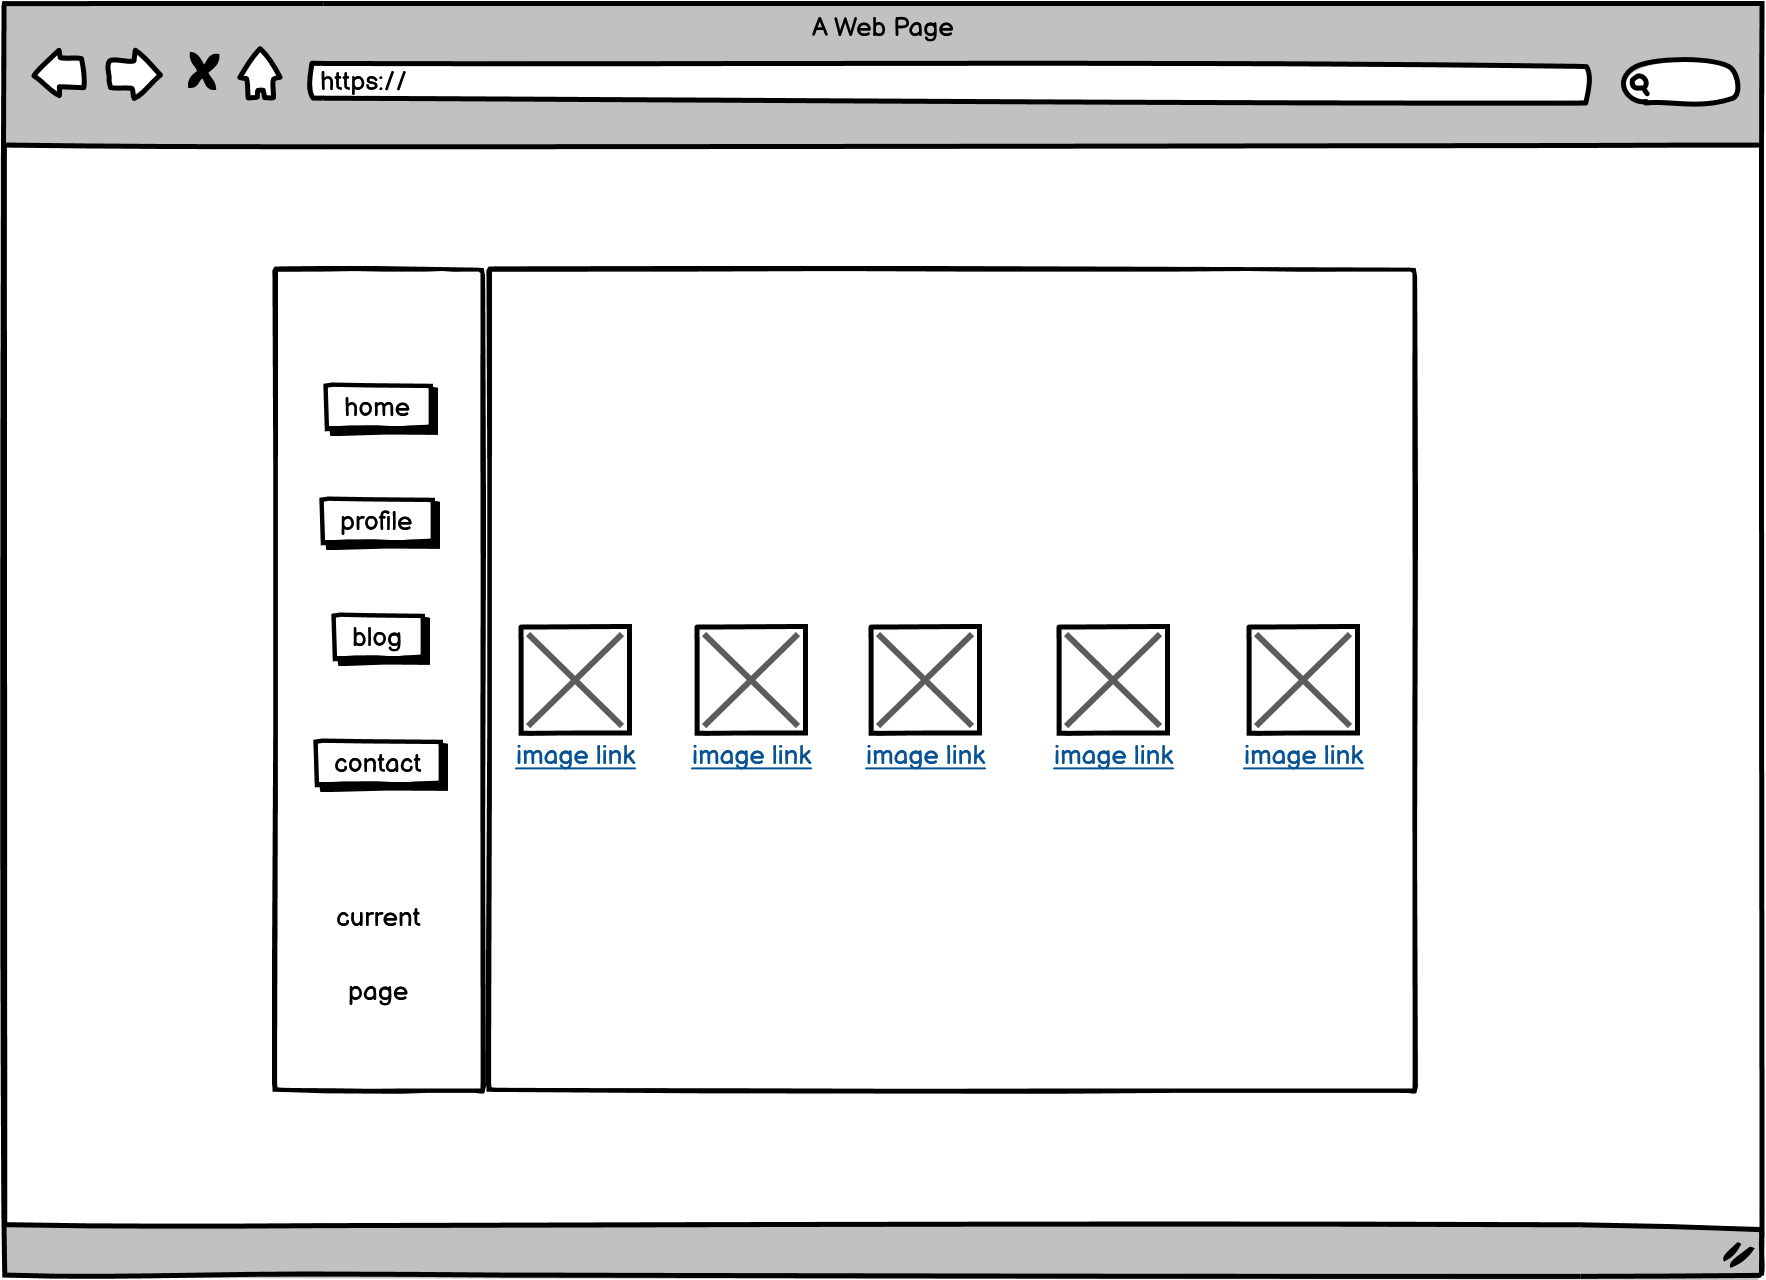 A Web Page
https://
home
profile
blog
contact
current
page
image link image link image link image link image link